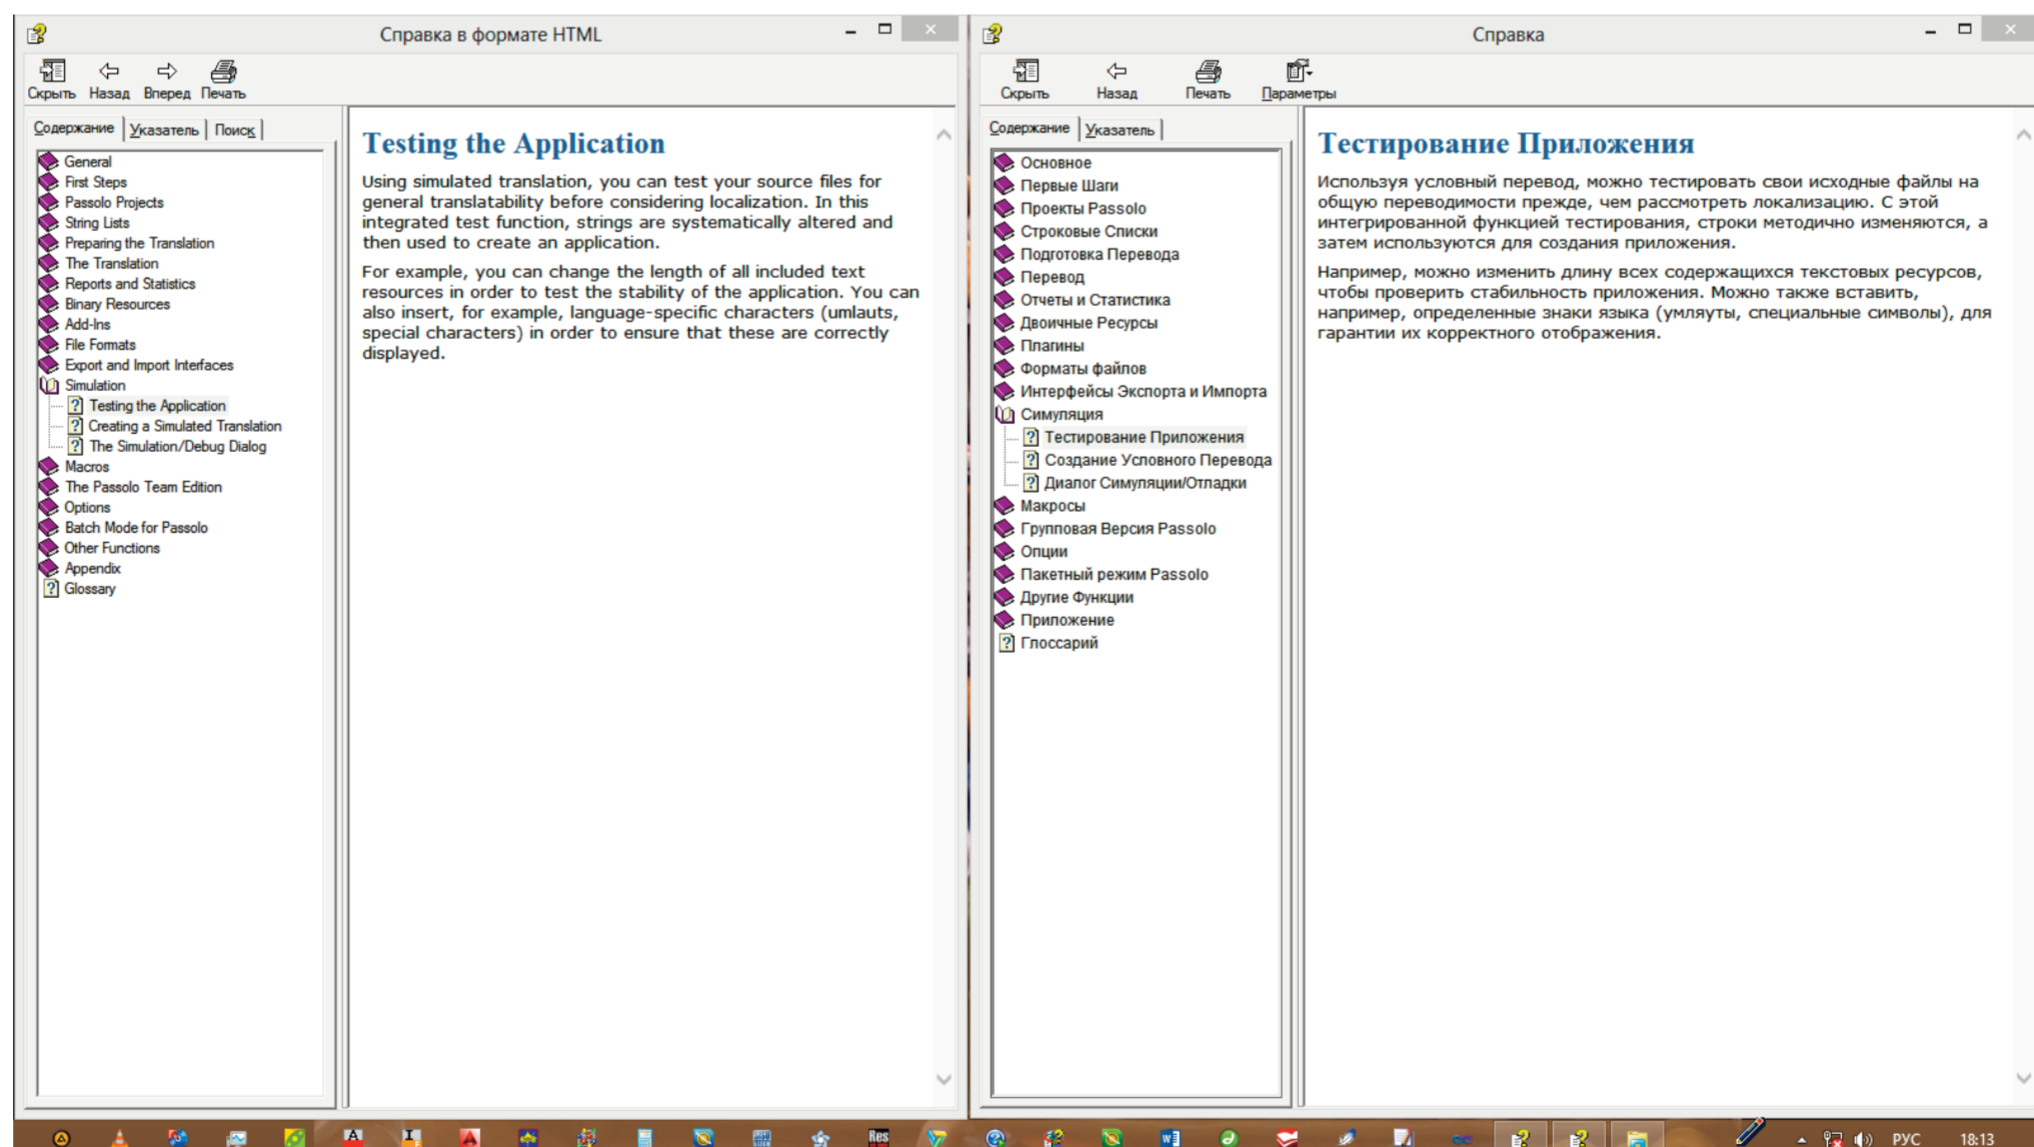 Справка в формате HTML
Скрыть Назад Вперед Печать
Содержание Указатель Поиск
General
First Steps
Passolo Projects
String Lists
Preparing the Translation
The Translation
Reports and Statistics
Binary Resources
Add-Ins
File Formats
Export and Import Interfaces
Simulation
Testing the Application
Creating a Simulated Translation
The Simulation/Debug Dialog
Macros
The Passolo Team Edition
Options
Batch Mode for Passolo
Other Functions
Appendix
Glossary
Testing the Application
Using simulated translation, you can test your source files for
general translatability before considering localization. In this
integrated test function, strings are systematically altered and
then used to create an application.
For example, you can change the length of all included text
resources in order to test the stability of the application. You can
also insert, for example, language-specific characters (umlauts,
special characters) in order to ensure that these are correctly
displayed.
Справка
Скрыть Назад Печать Параметры
Содержание Указатель
Основное
Первые Шаги
Проекты Passolo
Строковые Списки
Подготовка Перевода
Перевод
Отчеты и Статистика
Двоичные Ресурсы
Плагины
Форматы файлов
Интерфейсы Экспорта и Импорта
Симуляция
Тестирование Приложения
Создание Условного Перевода
Диалог Симуляции/Отладки
Макросы
Групповая Версия Passolo
Опции
Пакетный режим Passolo
Другие Функции
Приложение
Глоссарий
Тестирование Приложения
Используя условный перевод, можно тестировать свои исходные файлы на
общую переводимости прежде, чем рассмотреть локализацию. С этой
интегрированной функцией тестирования, строки методично изменяются, а
затем используются для создания приложения.
Например, можно изменить длину всех содержащихся текстовых ресурсов,
чтобы проверить стабильность приложения. Можно также вставить,
например, определенные знаки языка (умляуты, специальные символы), для
гарантии их корректного отображения.
Res
РУС 18:13